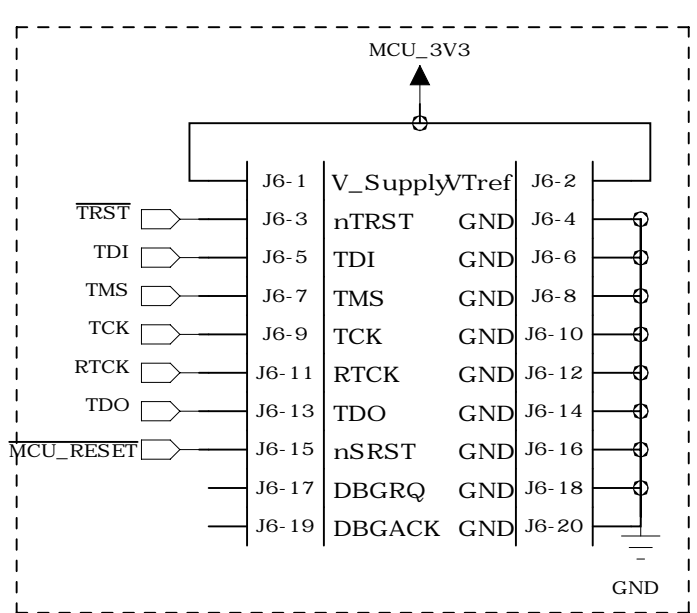 MCU_3V3
J6-1 V_Supply VTref J6-2
TRST J6-3 nTRST GND J6-4
TDI J6-5 TDI GND J6-6
TMS J6-7 TMS GND J6-8
TCK J6-9 TCK GND J6-10
RTCK J6-11 RTCK GND J6-12
TDO J6-13 TDO GND J6-14
MCU_RESET J6-15 nSRST GND J6-16
J6-17 DBGRQ GND J6-18
J6-19 DBGACK GND J6-20
GND